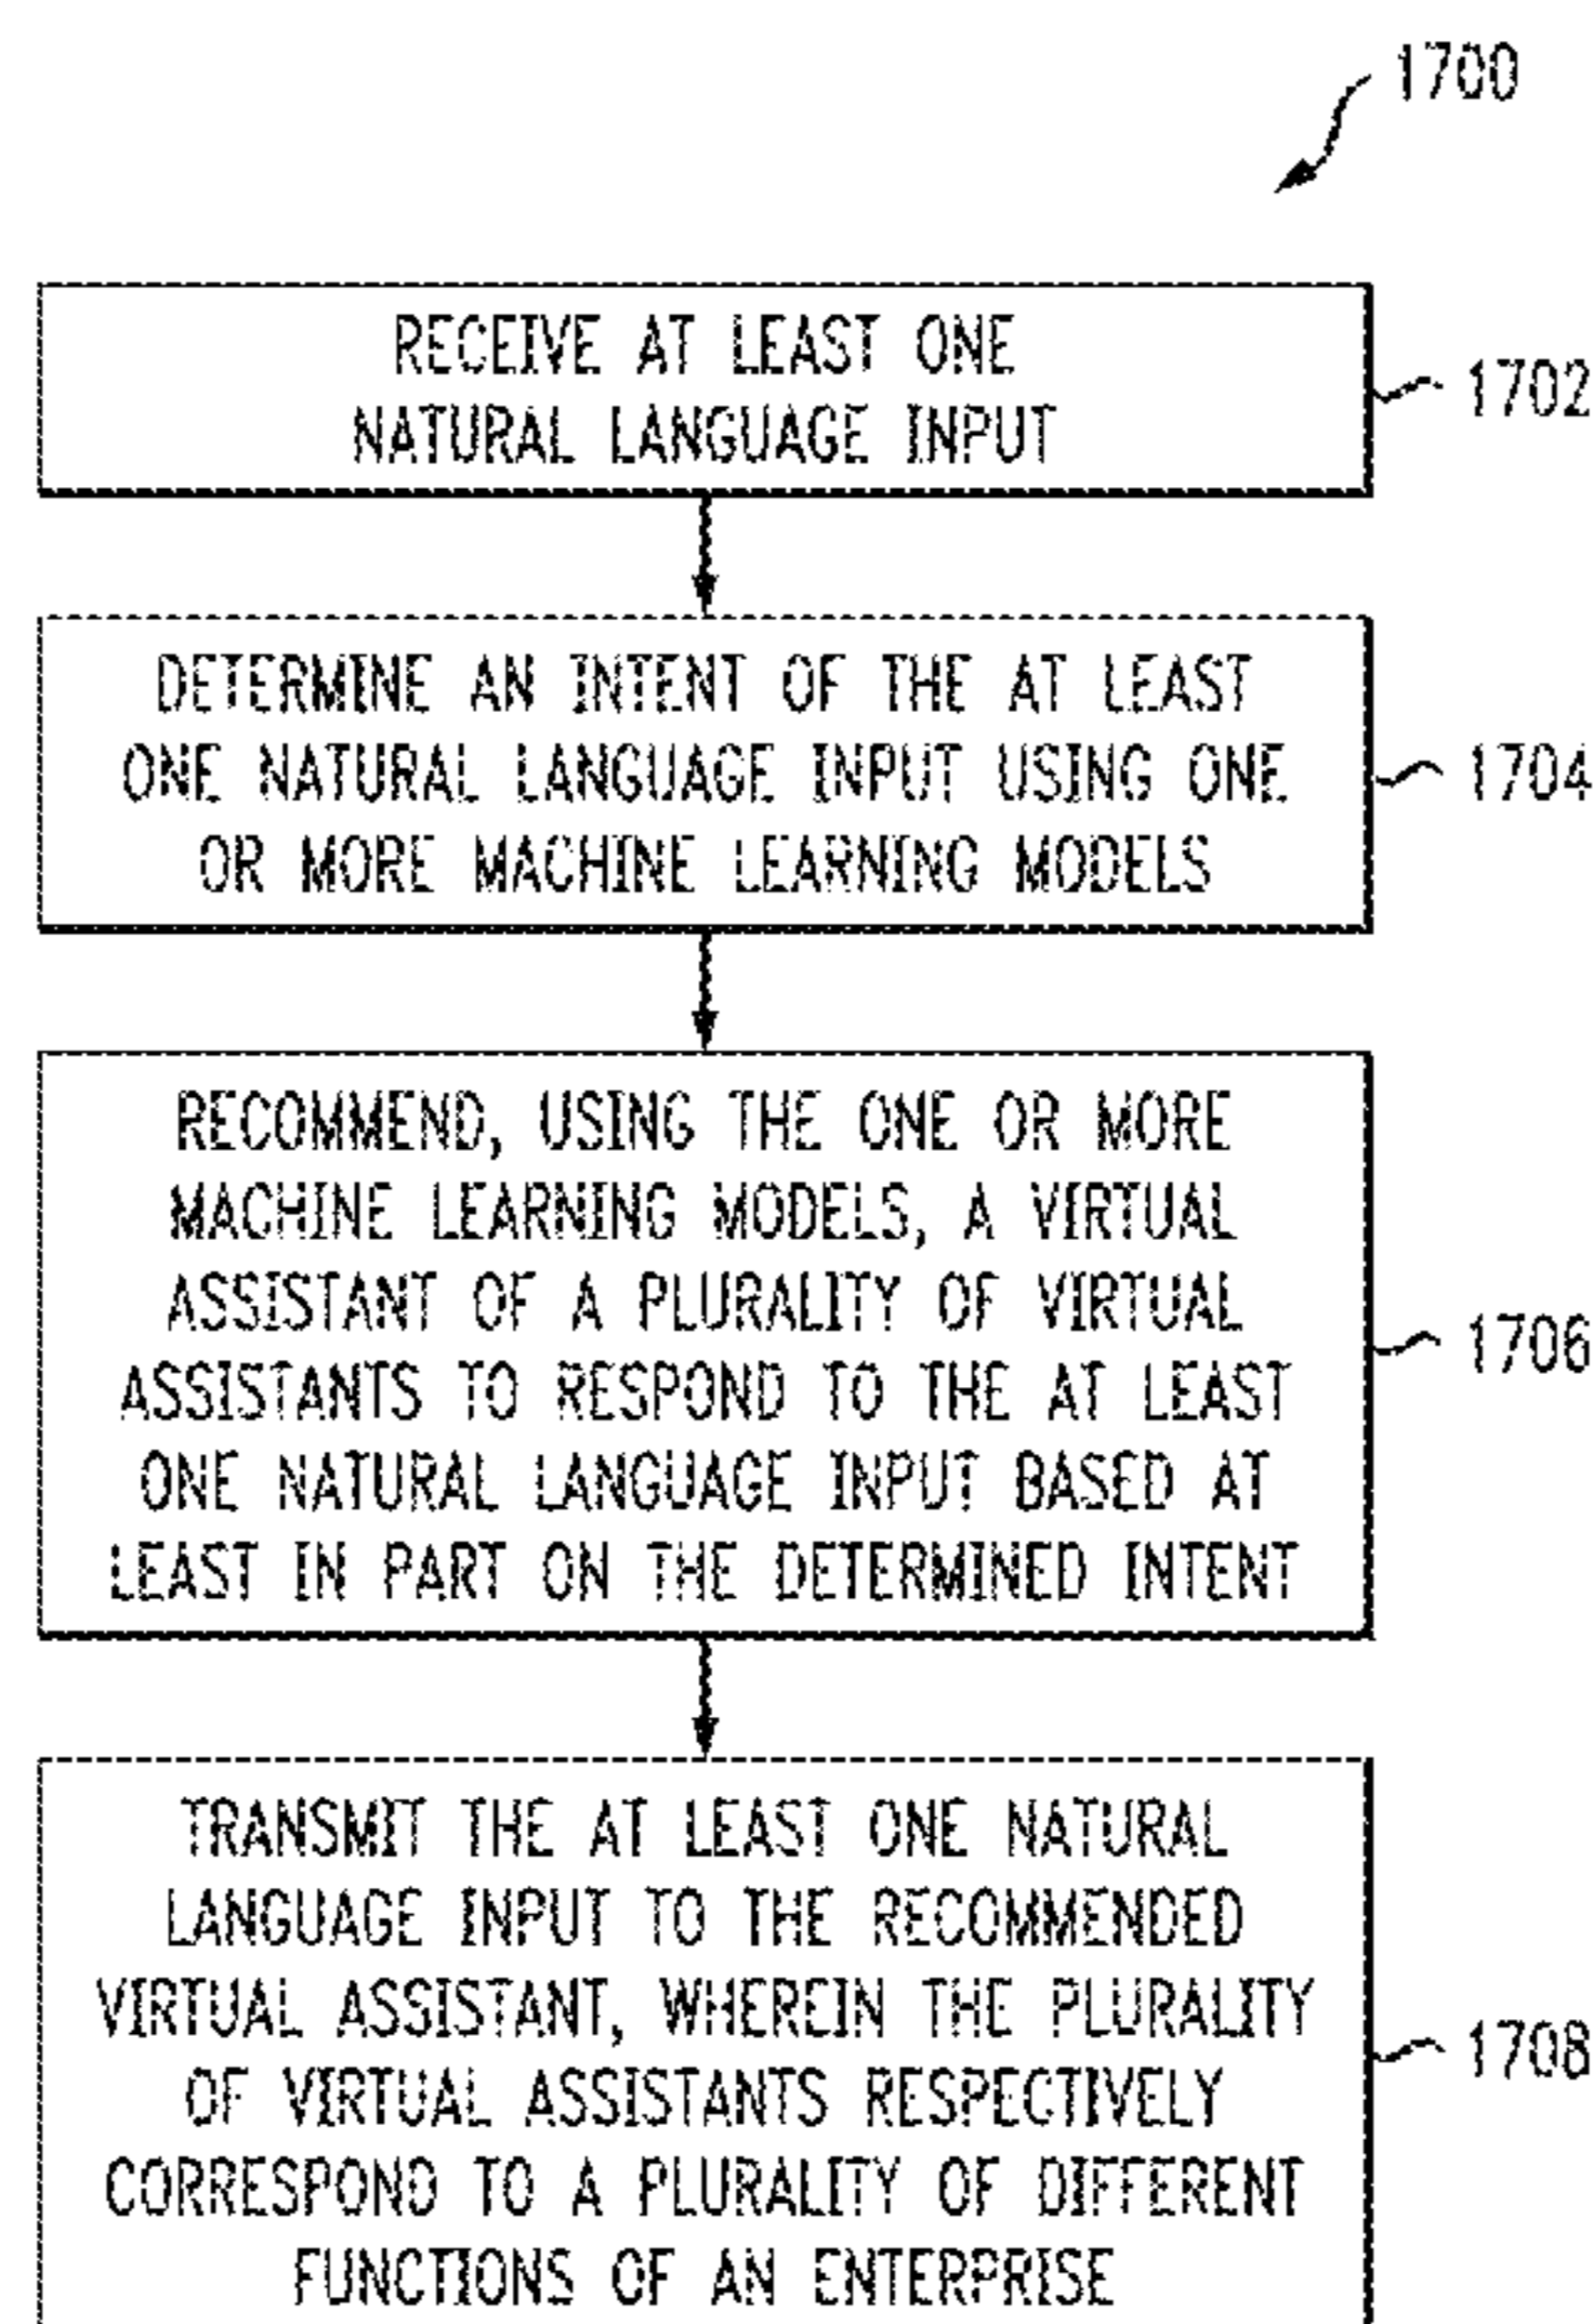 1700
RECEIVE AT LEAST ONE
NATURAL LANGUAGE INPUT
1702
DETERMINE AN INTENT OF THE AT LEAST
ONE NATURAL LANGUAGE INPUT USING ONE
OR MORE MACHINE LEARNING MODELS
1704
RECOMMEND, USING THE ONE OR MORE
MACHINE LEARNING MODELS, A VIRTUAL
ASSISTANT OF A PLURALITY OF VIRTUAL
ASSISTANTS TO RESPOND TO THE AT LEAST
ONE NATURAL LANGUAGE INPUT BASED AT
LEAST IN PART ON THE DETERMINED INTENT
1706
TRANSMIT THE AT LEAST ONE NATURAL
LANGUAGE INPUT TO THE RECOMMENDED
VIRTUAL ASSISTANT, WHEREIN THE PLURALITY
OF VIRTUAL ASSISTANTS RESPECTIVELY
CORRESPOND TO A PLURALITY OF DIFFERENT
FUNCTIONS OF AN ENTERPRISE
1708